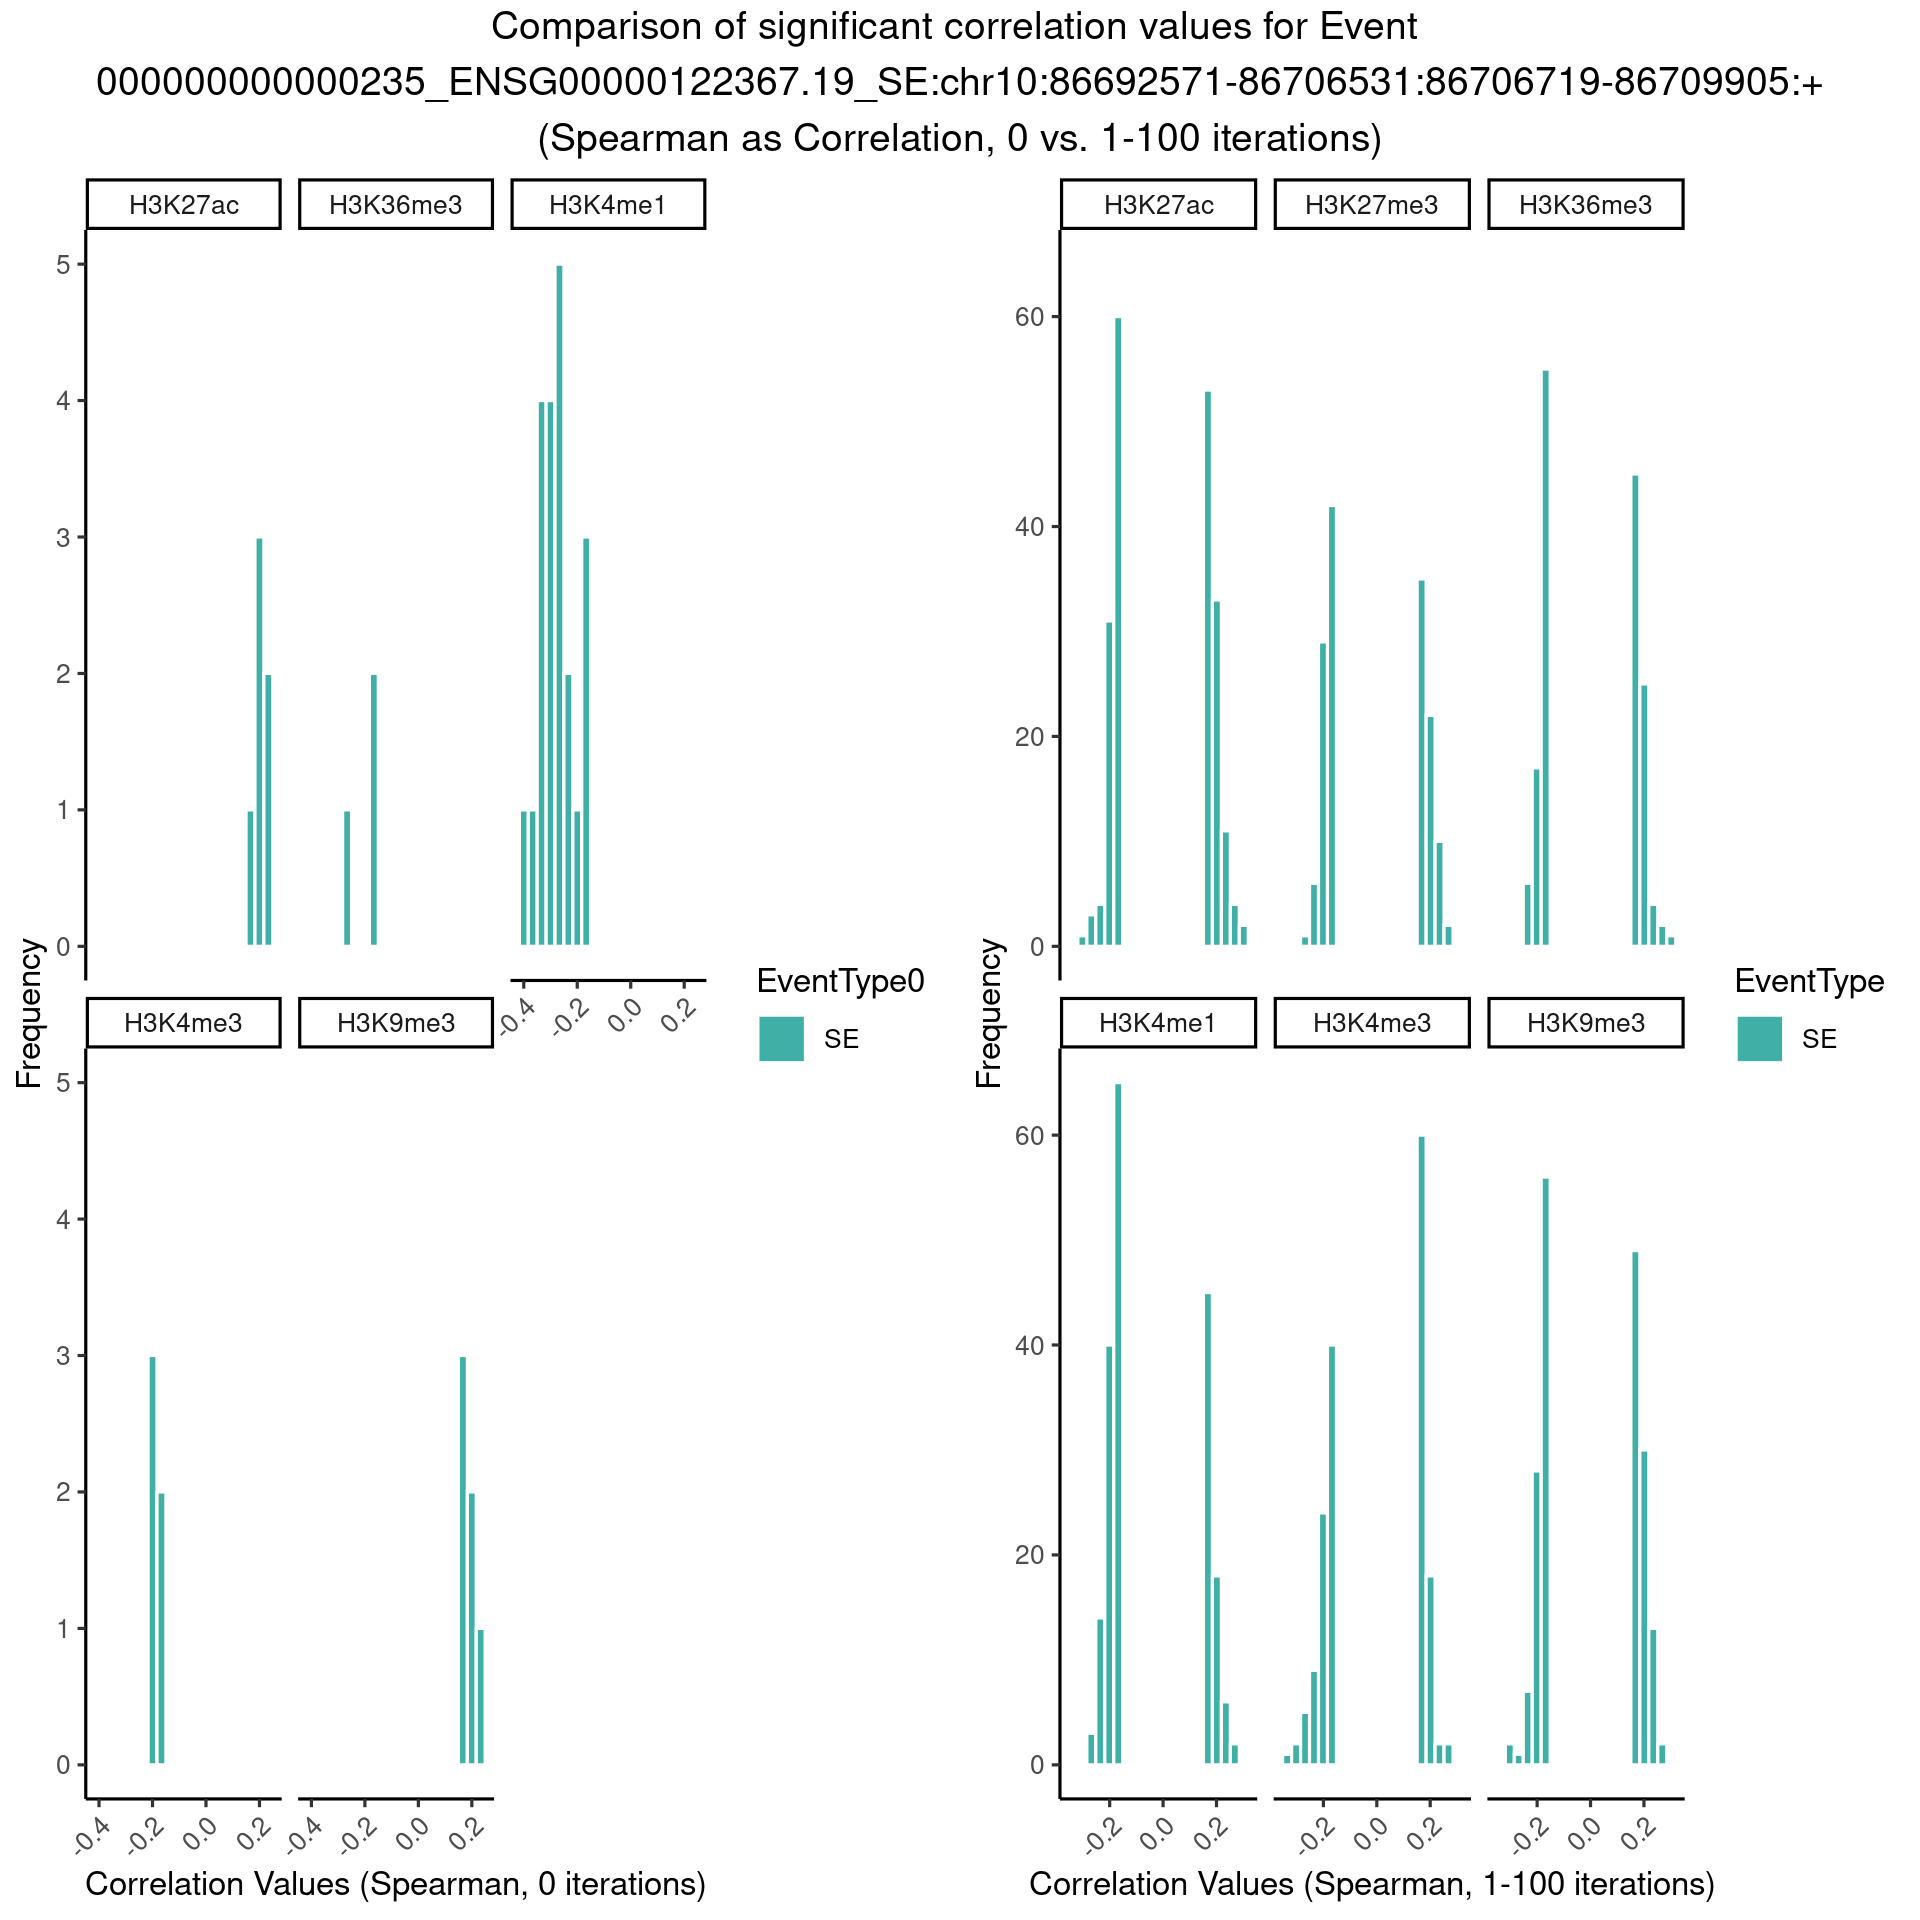 Comparison of significant correlation values for Event
000000000000235_ENSG00000122367.19_SE:chr10:86692571-86706531:86706719-86709905:+
(Spearman as Correlation, 0 vs. 1-100 iterations)
H3K27ac H3K36me3 H3K4me1
5
4
3
2
1
0
-0.4 -0.2 0.0 0.2
H3K4me3 H3K9me3
5
4
3
2
1
0
-0.4 -0.2 0.0 0.2 -0.4 -0.2 0.0 0.2
Frequency
Correlation Values (Spearman, 0 iterations)
EventType0
SE
H3K27ac H3K27me3 H3K36me3
60
40
20
0
H3K4me1 H3K4me3 H3K9me3
60
40
20
0
-0.2 0.0 0.2 -0.2 0.0 0.2 -0.2 0.0 0.2
Frequency
Correlation Values (Spearman, 1-100 iterations)
EventType
SE